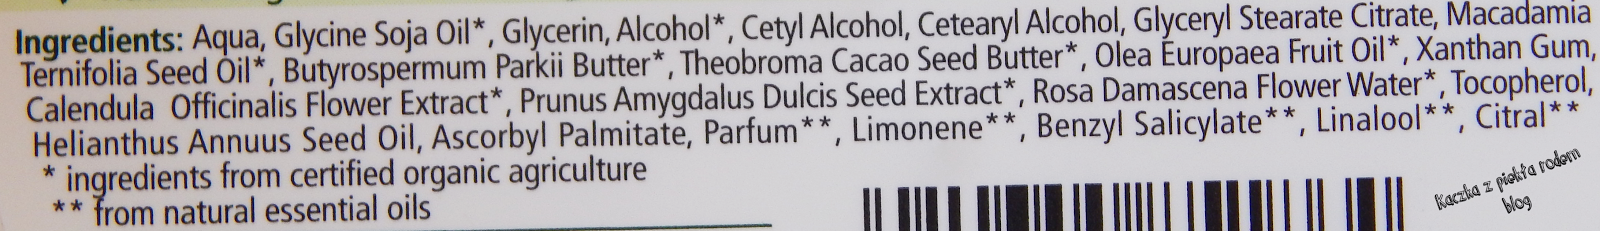 Ingredients: Aqua, Glycine Soja Oil*, Glycerin, Alcohol*, Cetyl Alcohol, Cetearyl Alcohol, Glyceryl Stearate Citrate, Macadamia
Ternifolia Seed Oil*, Butyrospermum Parkii Butter*, Theobroma Cacao Seed Butter*, Olea Europaea Fruit Oil*, Xanthan Gum,
Calendula Officinalis Flower Extract*, Prunus Amygdalus Dulcis Seed Extract*, Rosa Damascena Flower Water*, Tocopherol,
Helianthus Annuus Seed Oil, Ascorbyl Palmitate, Parfum**, Limonene**, Benzyl Salicylate**, Linalool**, Citral**
* ingredients from certified organic agriculture
** from natural essential oils
Kaczka z piekła rodem
blog